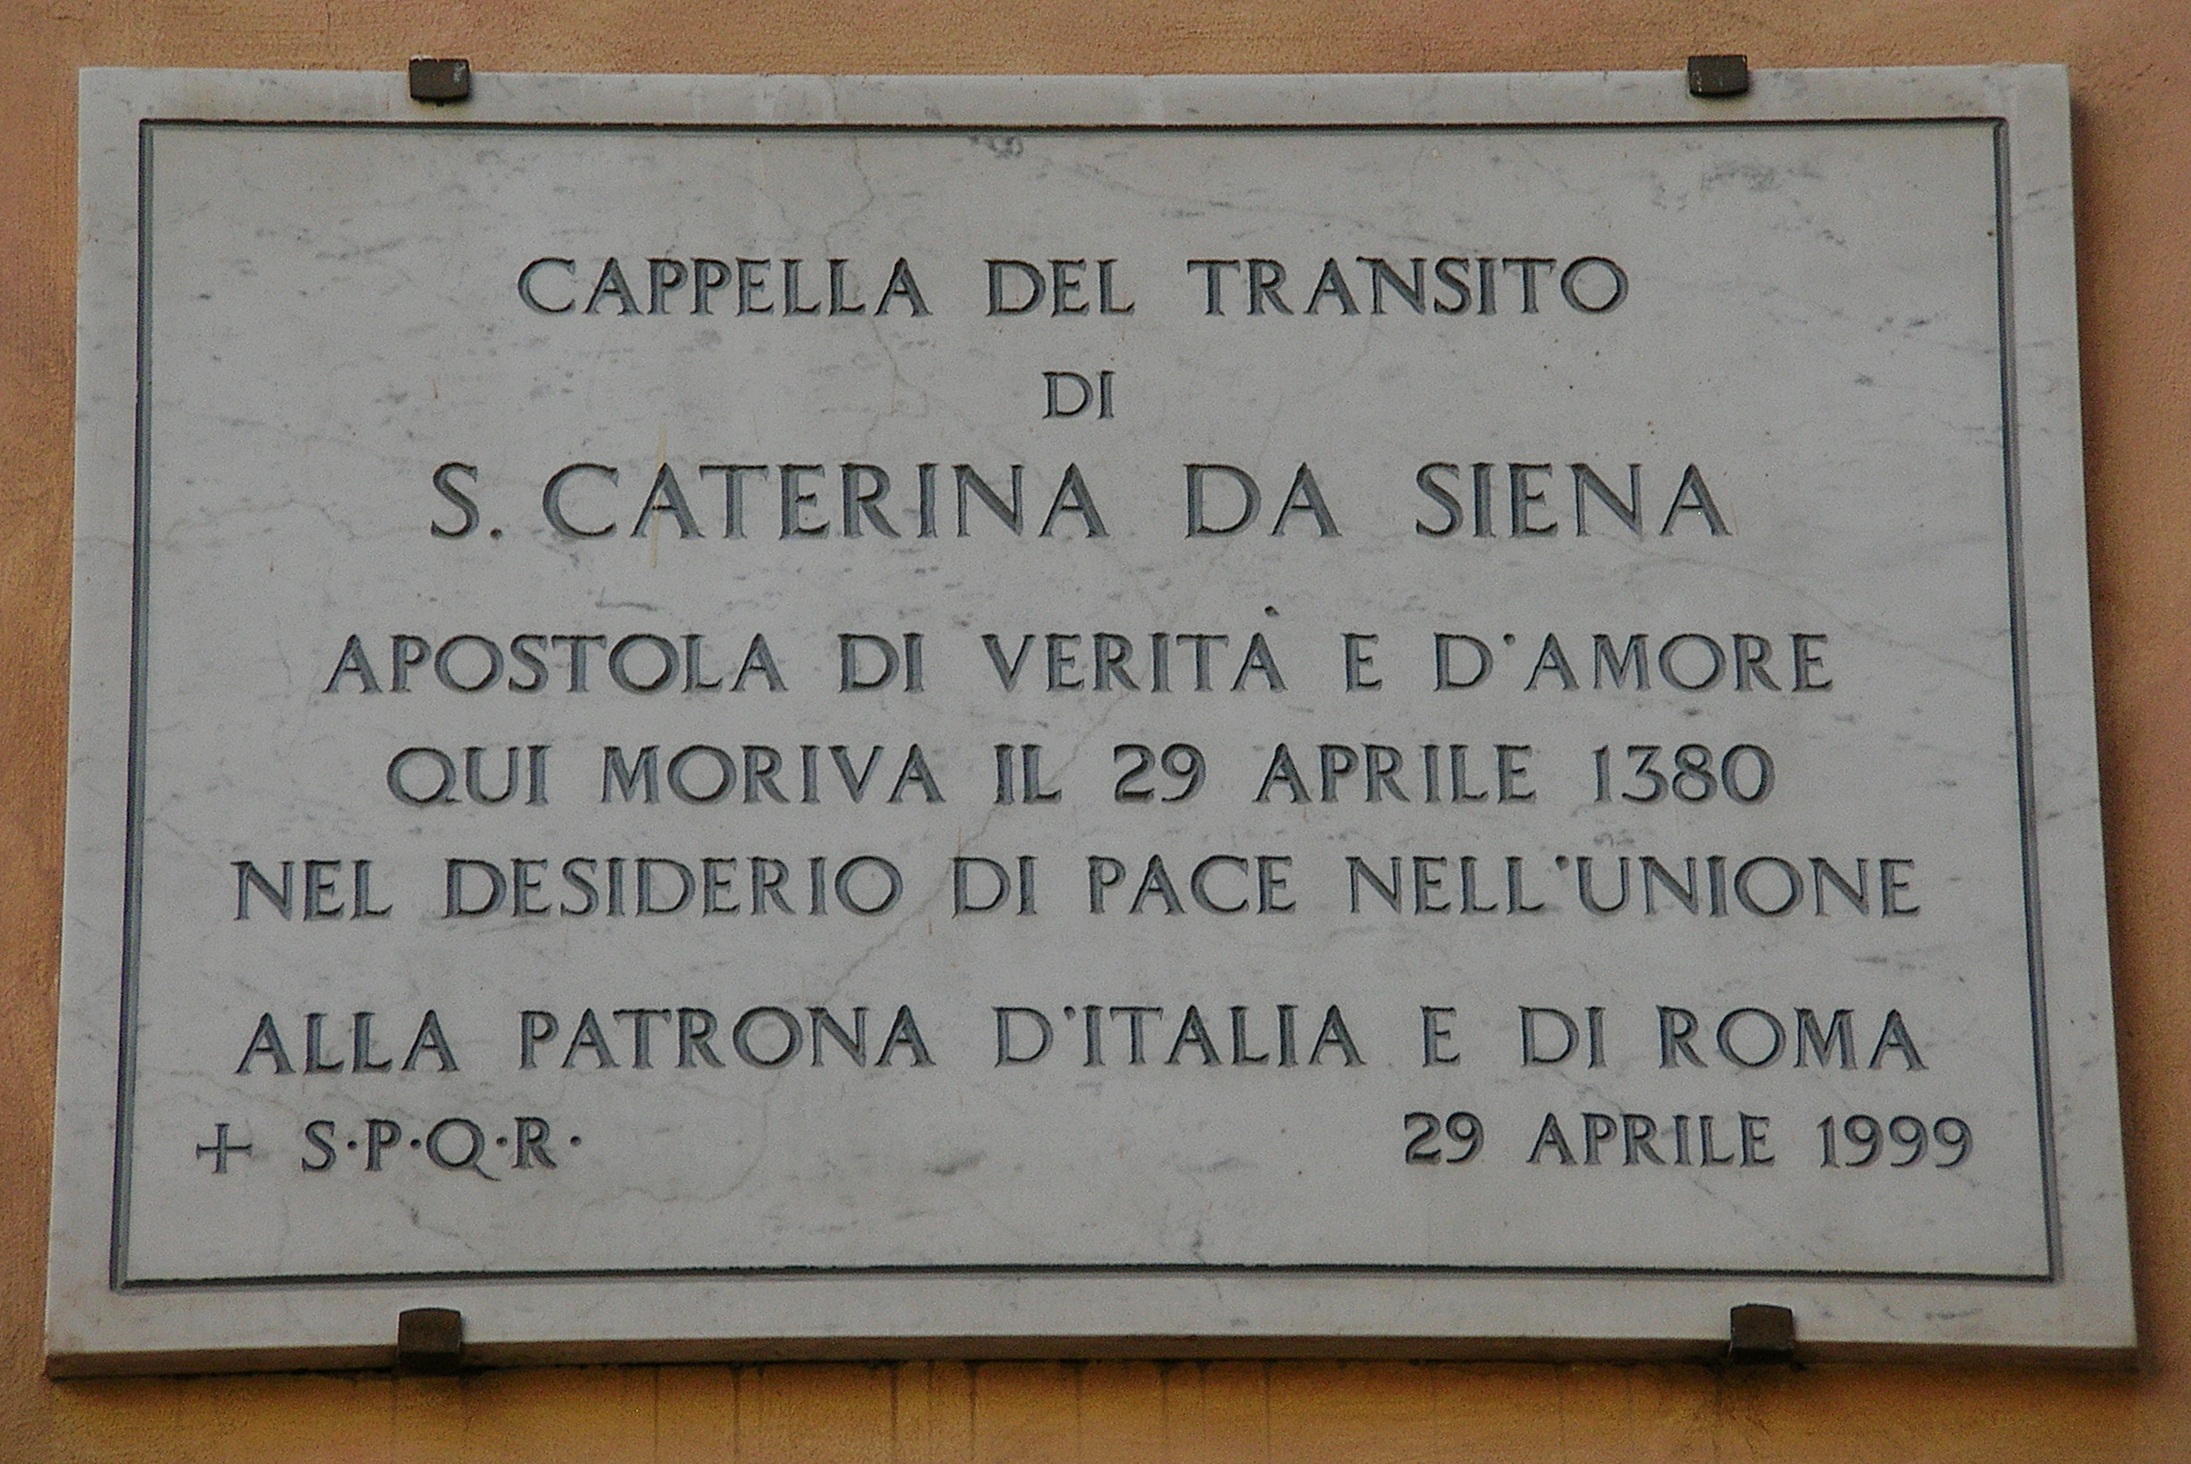 CAPPELLA DEL TRANSITO
DI
S. CATERINA DA SIENA
APOSTOLA DI VERITÀ E D'AMORE
QUI MORIVA IL 29 APRILE 1380
NEL DESIDERIO DI PACE NELL'UNIONE
ALLA PATRONA D'ITALIA E DI ROMA
+ S·P·Q·R· 29 APRILE 1999